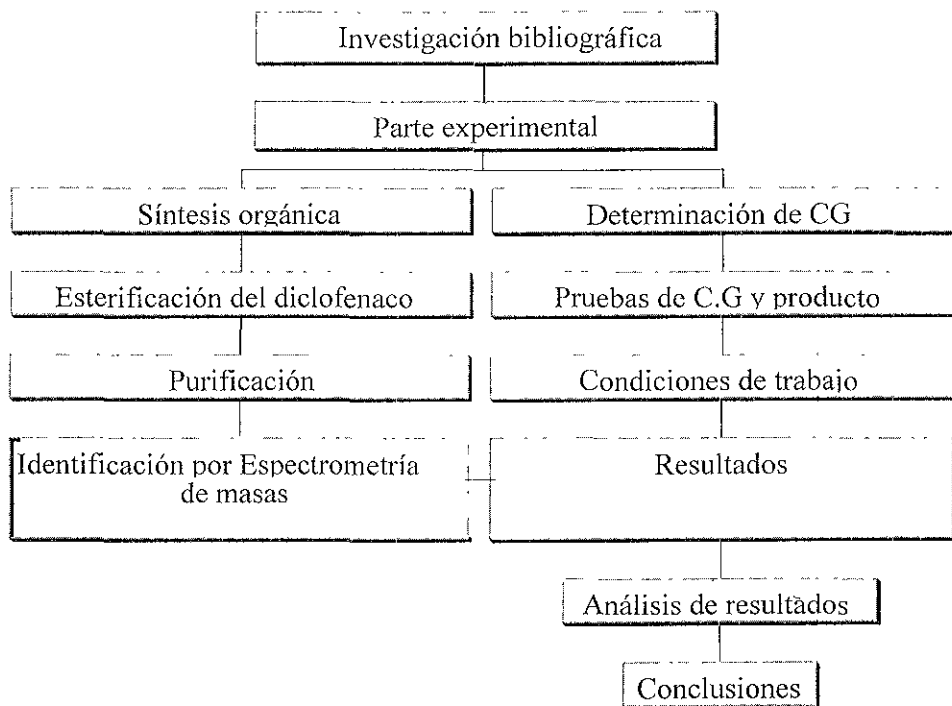 Investigación bibliográfica
Parte experimental
Síntesis orgánica
Determinación de CG
Esterificación del diclofenaco
Pruebas de C.G y producto
Purificación
Condiciones de trabajo
Identificación por Espectrometría
de masas
Resultados
Análisis de resultados
Conclusiones